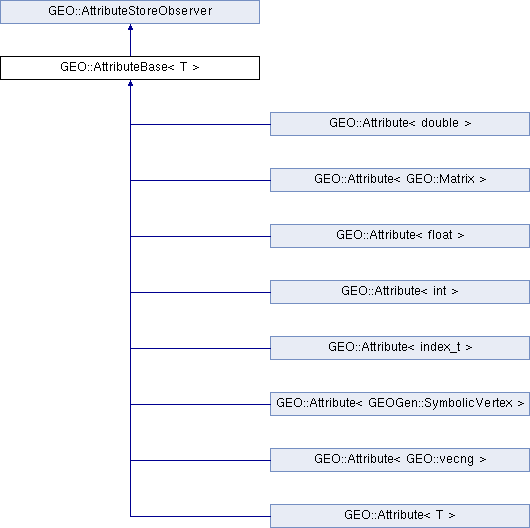 GEO::AttributeStoreObserver
GEO::AttributeBase< T >
GEO::Attribute< double >
GEO::Attribute< GEO::Matrix >
GEO::Attribute< float >
GEO::Attribute< int >
GEO::Attribute< index_t >
GEO::Attribute< GEOGen::SymbolicVertex >
GEO::Attribute< GEO::vecng >
GEO::Attribute< T >